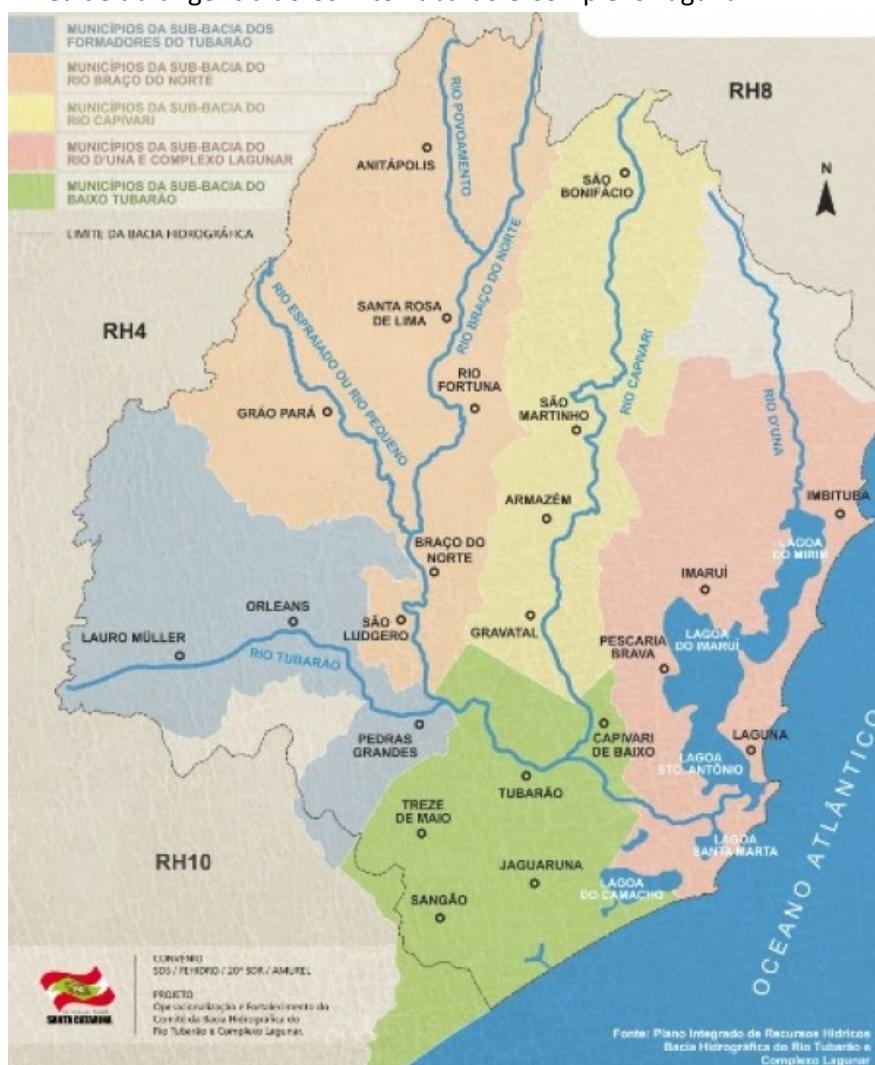 MUNICÍPIOS DA SUB-BACIA DOS
FORMADORES DO TUBARÃO
MUNICÍPIOS DA SUB-BACIA DO
RIO BRAÇO DO NORTE
MUNICÍPIOS DA SUB-BACIA DO
RIO CAPIVARI
MUNICÍPIOS DA SUB-BACIA DO
RIO D'UNA E COMPLEXO LAGUNAR
MUNICÍPIOS DA SUB-BACIA DO
BAIXO TUBARÃO
LIMITE DA BACIA HIDROGRÁFICA
RH8
N
RIO POVOAMENTO
ANITÁPOLIS
SÃO
BONIFÁCIO
RIO BRAÇO DO NORTE
RIO ESPRAIADO OU RIO PEQUENO
SANTA ROSA
DE LIMA
RH4
RIO CAPIVARI
RIO D'UNA
RIO
FORTUNA
GRÃO PARÁ
SÃO
MARTINHO
ARMAZÉM
IMBITUBA
LAGOA
DO MIRIM
BRAÇO DO
NORTE
IMARUÍ
ORLEANS
SÃO
LUDGERO
GRAVATAL
LAURO MÜLLER
LAGOA
DO IMARUÍ
PESCARIA
BRAVA
RIO TUBARÃO
PEDRAS
GRANDES
CAPIVARI
DE BAIXO
LAGUNA
LAGOA
STO. ANTÔNIO
TUBARÃO
TREZE
DE MAIO
LAGOA
SANTA MARTA
RH10
JAGUARUNA
LAGOA
DO CAMACHO
SANGÃO
OCEANO ATLÂNTICO
CONVÊNIO
SDS / FEHIDRO / 20ª SDR / AMUREL
PROJETO
Operacionalização e Fortalecimento do
Comitê da Bacia Hidrográfica do
Rio Tubarão e Complexo Lagunar.
SANTA CATARINA
Fonte: Plano Integrado de Recursos Hídricos
Bacia Hidrográfica do Rio Tubarão e
Complexo Lagunar